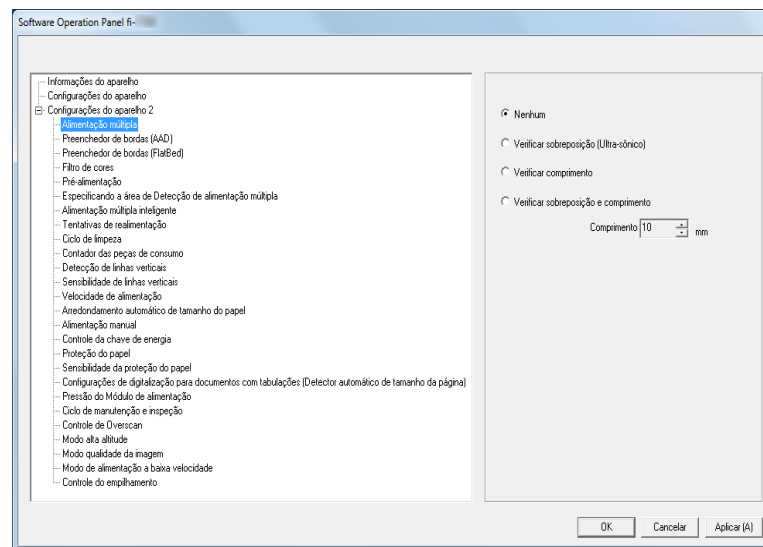 Software Operation Panel fi-
Informações do aparelho
Configurações do aparelho
Configurações do aparelho 2
Alimentação múltipla
Preenchedor de bordas (AAD)
Preenchedor de bordas (FlatBed)
Filtro de cores
Pré-alimentação
Especificando a área de Detecção de alimentação múltipla
Alimentação múltipla inteligente
Tentativas de realimentação
Ciclo de limpeza
Contador das peças de consumo
Detecção de linhas verticais
Sensibilidade de linhas verticais
Velocidade de alimentação
Arredondamento automático de tamanho do papel
Alimentação manual
Controle da chave de energia
Proteção do papel
Sensibilidade da proteção do papel
Configurações de digitalização para documentos com tabulações (Detector automático de tamanho da página)
Pressão do Módulo de alimentação
Ciclo de manutenção e inspeção
Controle de Overscan
Modo alta altitude
Modo qualidade da imagem
Modo de alimentação a baixa velocidade
Controle do empilhamento
Nenhum
Verificar sobreposição (Ultra-sônico)
Verificar comprimento
Verificar sobreposição e comprimento
Comprimento 10 mm
OK Cancelar Aplicar (A)